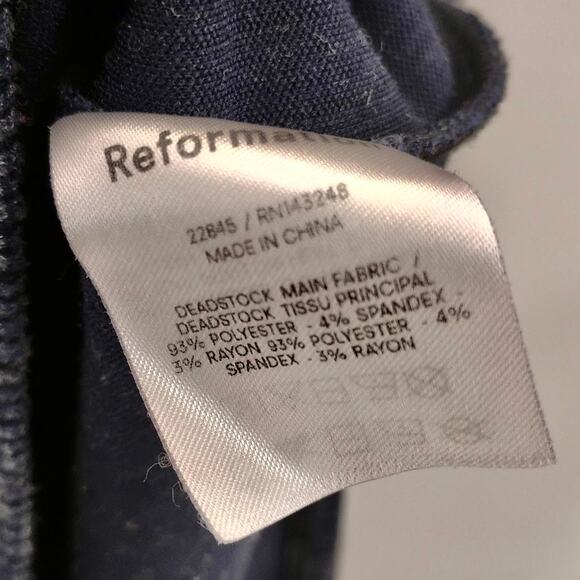 Reformation
22845 / RN143248
MADE IN CHINA
DEADSTOCK MAIN FABRIC /
DEADSTOCK TISSU PRINCIPAL
93% POLYESTER - 4% SPANDEX -
3% RAYON 93% POLYESTER - 4%
SPANDEX - 3% RAYON